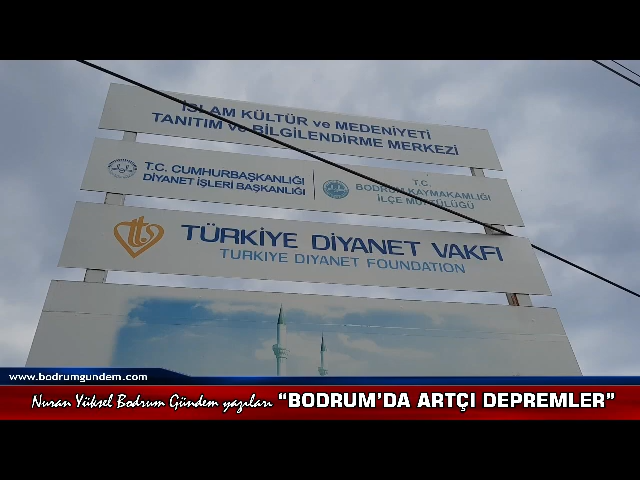 İSLAM KÜLTÜR ve MEDENİYETİ
TANITIM ve BİLGİLENDİRME MERKEZİ
T.C. CUMHURBAŞKANLIĞI
DİYANET İŞLERİ BAŞKANLIĞI
T.C.
BODRUM KAYMAKAMLIĞI
İLÇE MÜFTÜLÜĞÜ
TÜRKİYE DİYANET VAKFI
TURKIYE DIYANET FOUNDATION
www.bodrumgundem.com
Nuran Yüksel Bodrum Gündem yazıları “BODRUM’DA ARTÇI DEPREMLER”